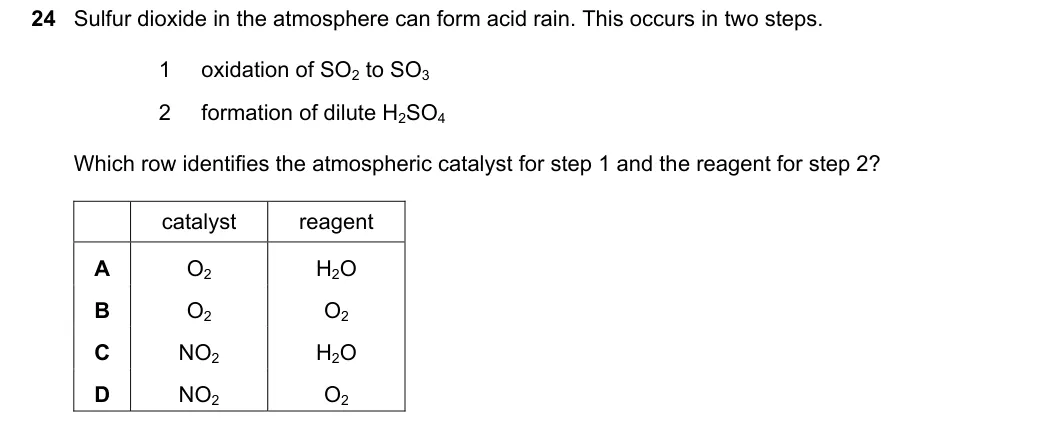 24 Sulfur dioxide in the atmosphere can form acid rain. This occurs in two steps.
1 oxidation of SO₂ to SO₃
2 formation of dilute H₂SO₄
Which row identifies the atmospheric catalyst for step 1 and the reagent for step 2?
catalyst reagent
A O₂ H₂O
B O₂ O₂
C NO₂ H₂O
D NO₂ O₂